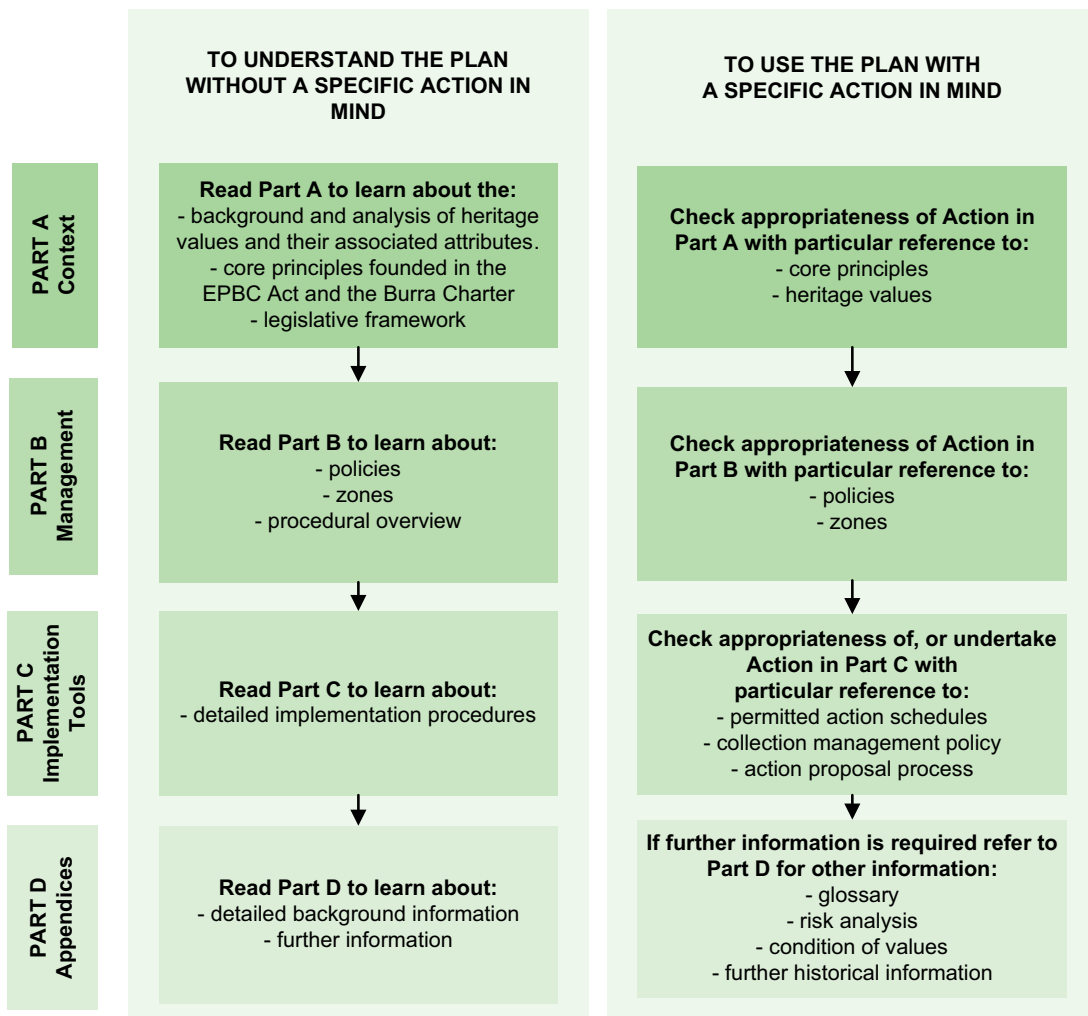 TO UNDERSTAND THE PLAN
WITHOUT A SPECIFIC ACTION IN
MIND
TO USE THE PLAN WITH
A SPECIFIC ACTION IN MIND
PART A
Context
Read Part A to learn about the:
- background and analysis of heritage
values and their associated attributes.
- core principles founded in the
EPBC Act and the Burra Charter
- legislative framework
Check appropriateness of Action in
Part A with particular reference to:
- core principles
- heritage values
PART B
Management
Read Part B to learn about:
- policies
- zones
- procedural overview
Check appropriateness of Action in
Part B with particular reference to:
- policies
- zones
PART C
Implementation
Tools
Read Part C to learn about:
- detailed implementation procedures
Check appropriateness of, or undertake
Action in Part C with
particular reference to:
- permitted action schedules
- collection management policy
- action proposal process
PART D
Appendices
Read Part D to learn about:
- detailed background information
- further information
If further information is required refer to
Part D for other information:
- glossary
- risk analysis
- condition of values
- further historical information